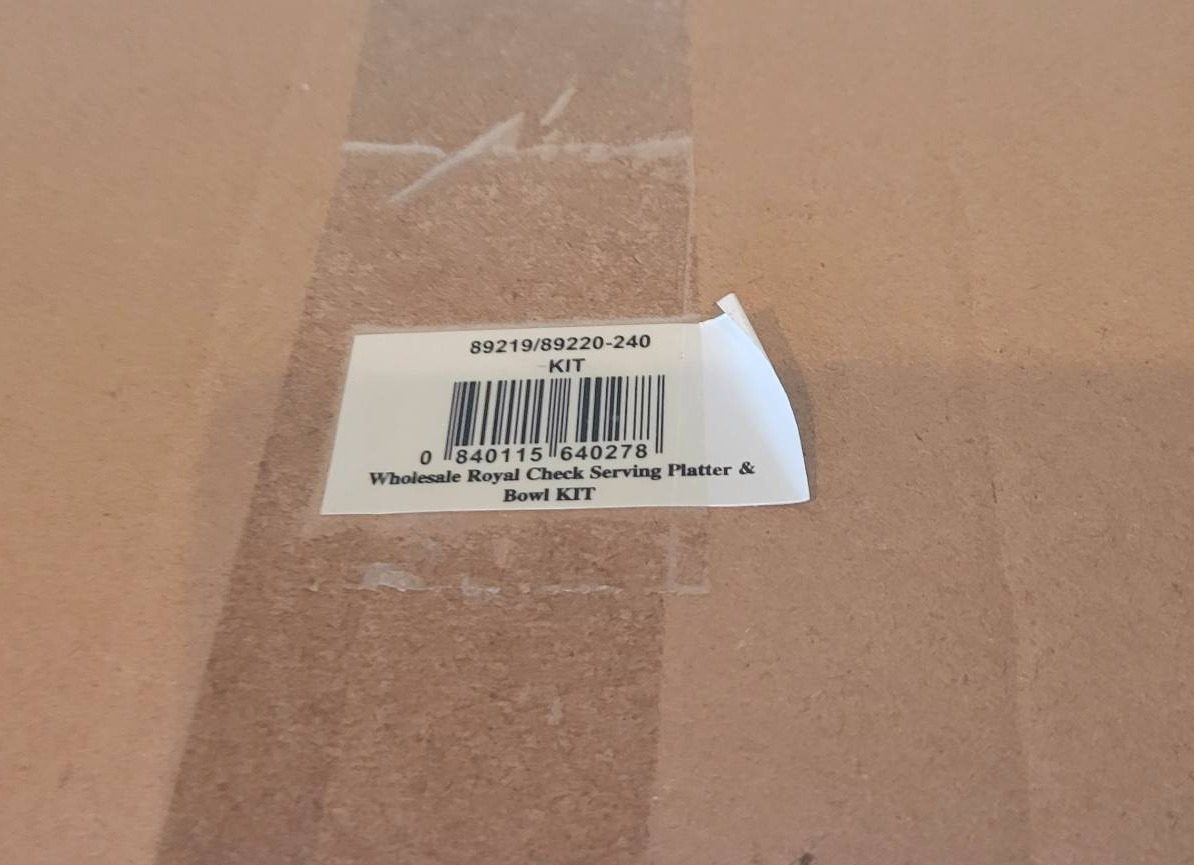 89219/89220-240
KIT
0 840115 640278
Wholesale Royal Check Serving Platter &
Bowl KIT